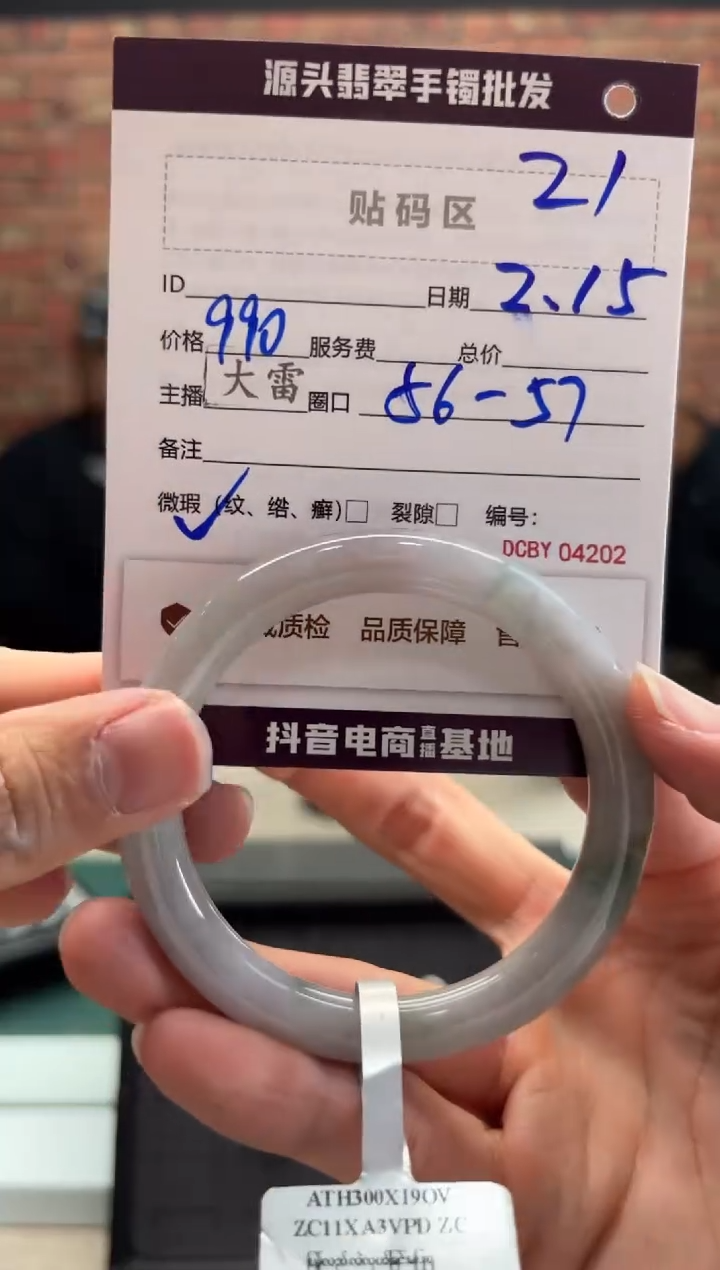 源头翡翠手镯批发
贴码区 21
ID 日期 2.15
价格 990 服务费 总价
主播 大雷 圈口 56-57
备注
微瑕 ✓ (纹、绺、癣) □ 裂隙 □ 编号:
DCBY 04202
质检 品质保障
抖音电商直播基地
ATH300X19OV
ZC11XA3VPD ZC